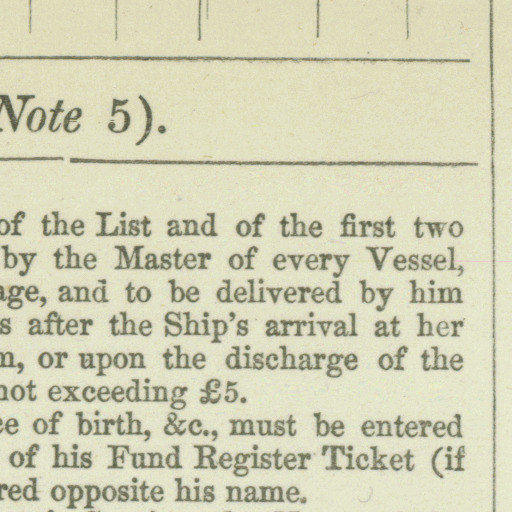 Note 5).
of the List and of the first two
by the Master of every Vessel,
age, and to be delivered by him
s after the Ship's arrival at her
n, or upon the discharge of the
not exceeding £5.
ce of birth, &c., must be entered
of his Fund Register Ticket (if
red opposite his name.